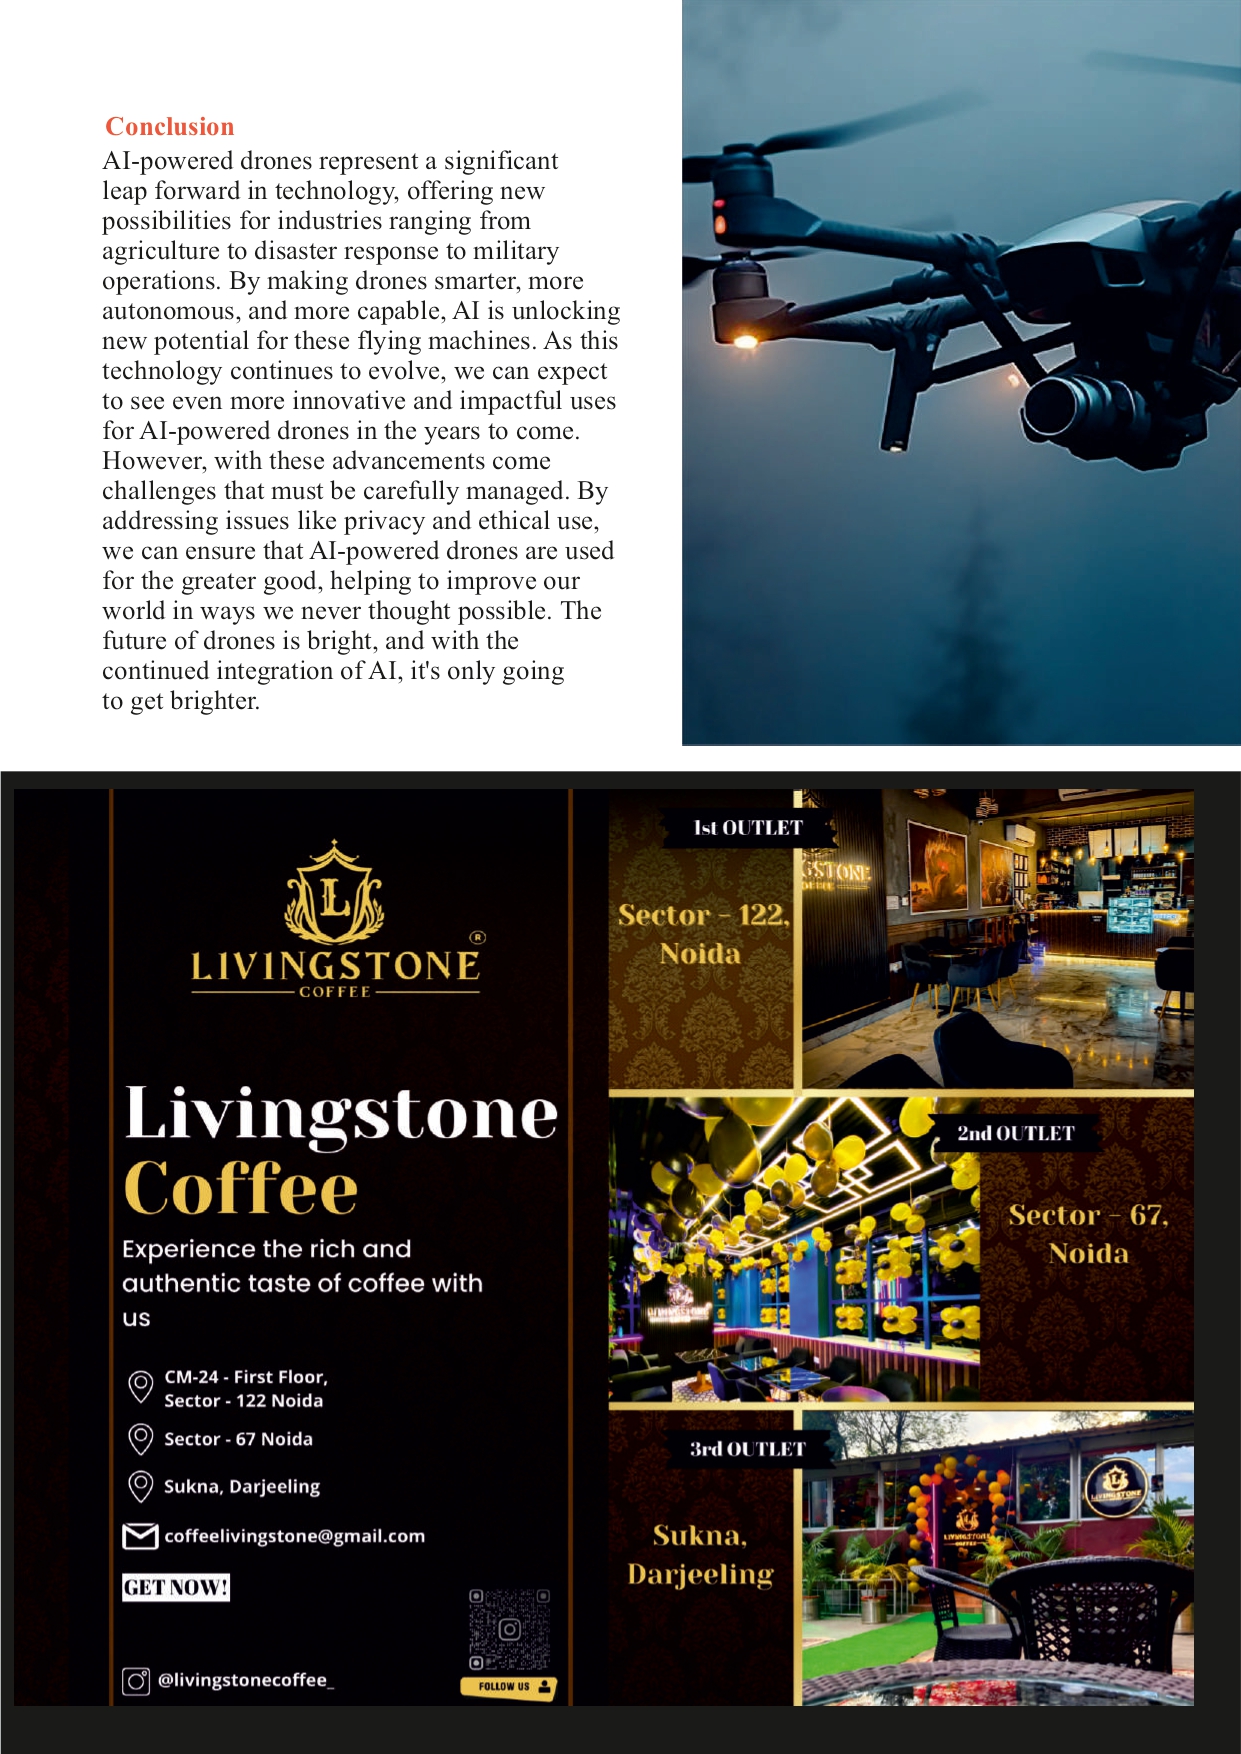 Conclusion
AI-powered drones represent a significant
leap forward in technology, offering new
possibilities for industries ranging from
agriculture to disaster response to military
operations. By making drones smarter, more
autonomous, and more capable, AI is unlocking
new potential for these flying machines. As this
technology continues to evolve, we can expect
to see even more innovative and impactful uses
for AI-powered drones in the years to come.
However, with these advancements come
challenges that must be carefully managed. By
addressing issues like privacy and ethical use,
we can ensure that AI-powered drones are used
for the greater good, helping to improve our
world in ways we never thought possible. The
future of drones is bright, and with the
continued integration of AI, it's only going
to get brighter.
L
LIVINGSTONE ®
COFFEE
Livingstone
Coffee
Experience the rich and
authentic taste of coffee with
us
CM-24 - First Floor,
Sector - 122 Noida
Sector - 67 Noida
Sukna, Darjeeling
coffeelivingstone@gmail.com
GET NOW!
@livingstonecoffee_
FOLLOW US
1st OUTLET
Sector - 122,
Noida
GSTONE
COFFEE
2nd OUTLET
Sector - 67,
Noida
LIVINGSTONE
3rd OUTLET
Sukna,
Darjeeling
LIVINGSTONE
COFFEE
L
LIVINGSTONE